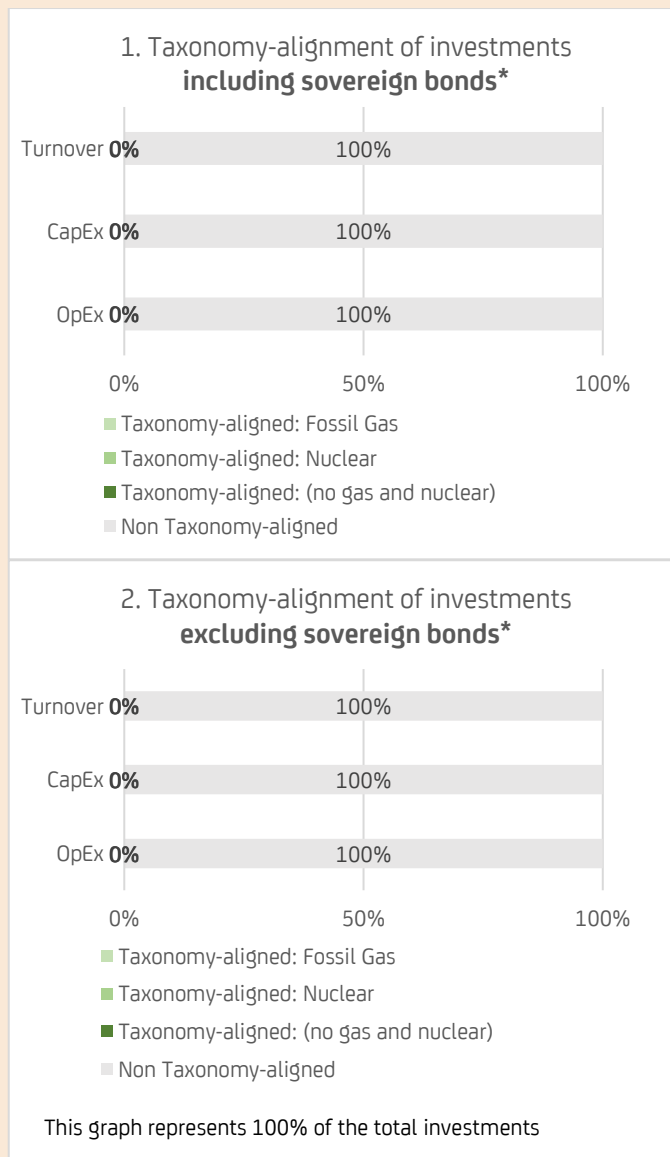 1. Taxonomy-alignment of investments
including sovereign bonds*
Turnover 0% 100%
CapEx 0% 100%
OpEx 0% 100%
0% 50% 100%
Taxonomy-aligned: Fossil Gas
Taxonomy-aligned: Nuclear
Taxonomy-aligned: (no gas and nuclear)
Non Taxonomy-aligned
2. Taxonomy-alignment of investments
excluding sovereign bonds*
Turnover 0% 100%
CapEx 0% 100%
OpEx 0% 100%
0% 50% 100%
Taxonomy-aligned: Fossil Gas
Taxonomy-aligned: Nuclear
Taxonomy-aligned: (no gas and nuclear)
Non Taxonomy-aligned
This graph represents 100% of the total investments